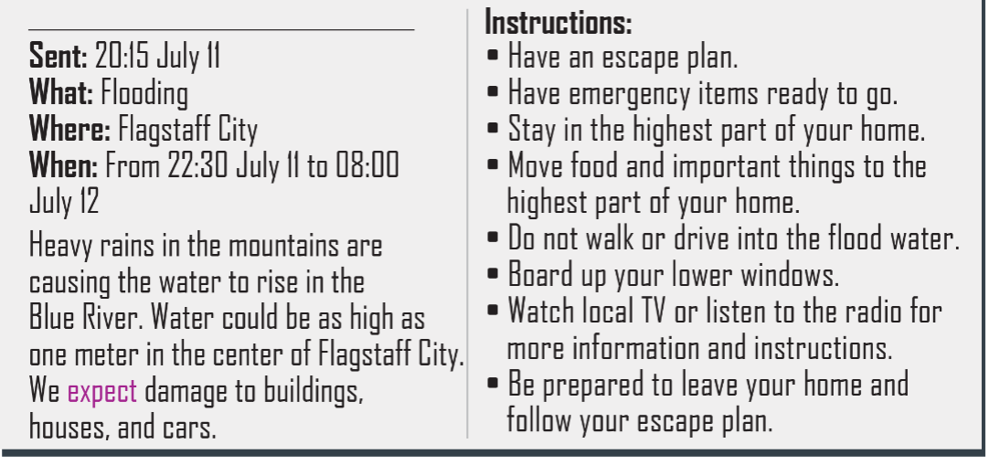 Sent: 20:15 July 11
What: Flooding
Where: Flagstaff City
When: From 22:30 July 11 to 08:00
July 12
Heavy rains in the mountains are
causing the water to rise in the
Blue River. Water could be as high as
one meter in the center of Flagstaff City.
We expect damage to buildings,
houses, and cars.
Instructions:
▪ Have an escape plan.
▪ Have emergency items ready to go.
▪ Stay in the highest part of your home.
▪ Move food and important things to the
highest part of your home.
▪ Do not walk or drive into the flood water.
▪ Board up your lower windows.
▪ Watch local TV or listen to the radio for
more information and instructions.
▪ Be prepared to leave your home and
follow your escape plan.